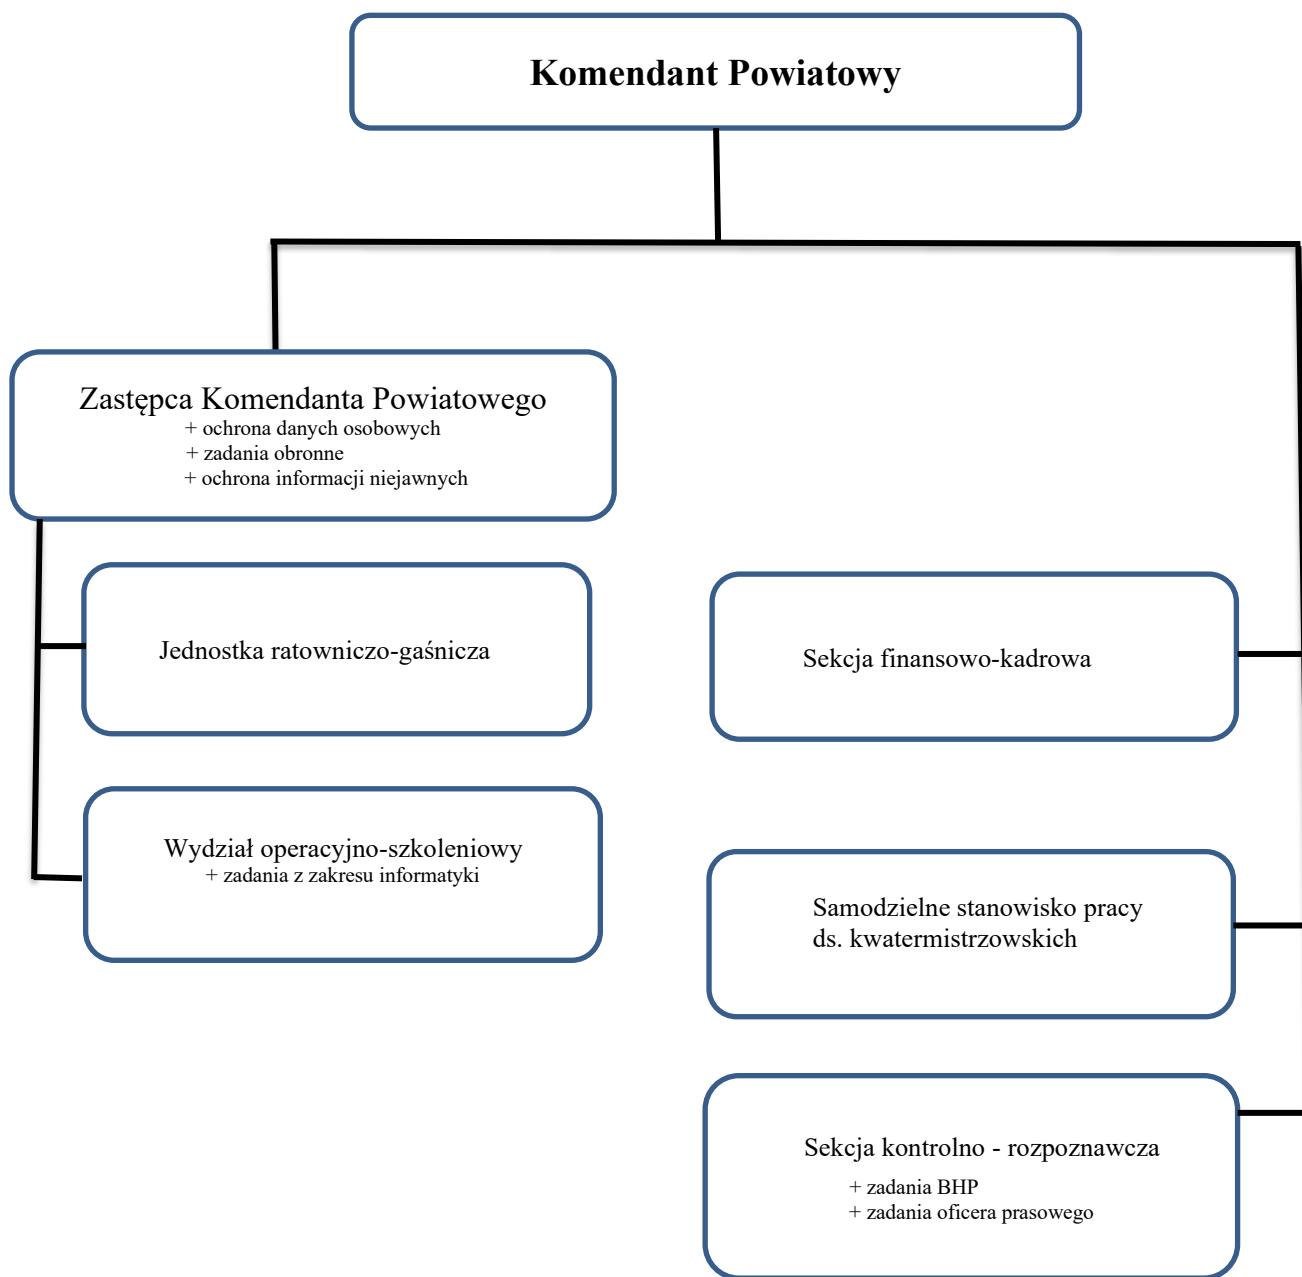 Komendant Powiatowy
Zastępca Komendanta Powiatowego
+ ochrona danych osobowych
+ zadania obronne
+ ochrona informacji niejawnych
Jednostka ratowniczo-gaśnicza
Wydział operacyjno-szkoleniowy
+ zadania z zakresu informatyki
Sekcja finansowo-kadrowa
Samodzielne stanowisko pracy
ds. kwatermistrzowskich
Sekcja kontrolno - rozpoznawcza
+ zadania BHP
+ zadania oficera prasowego